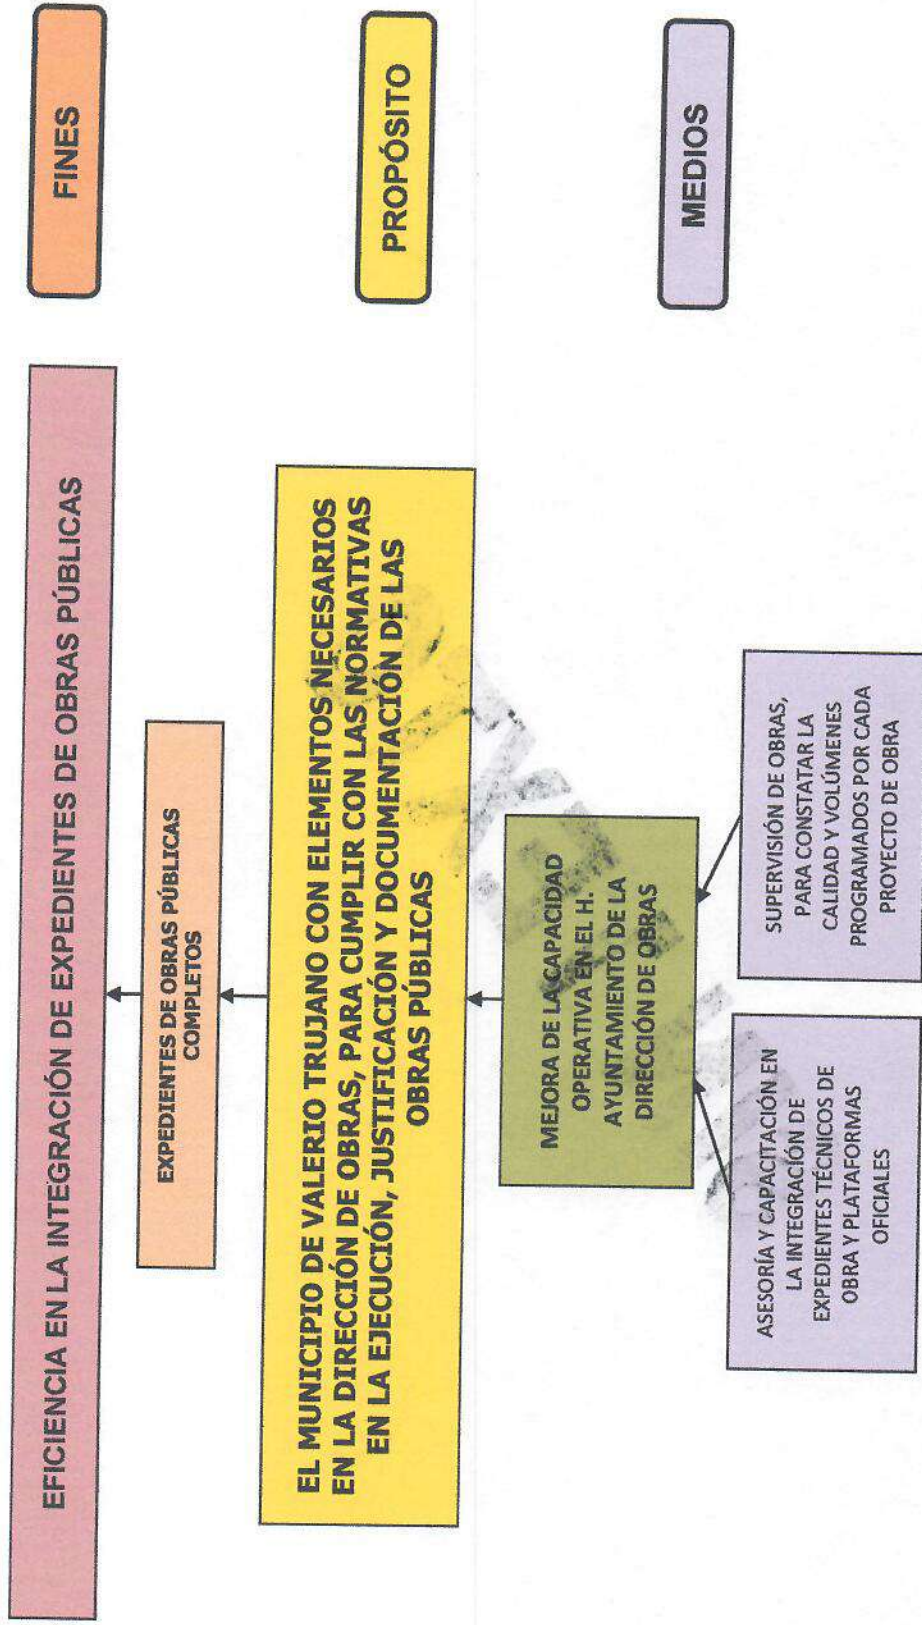 EFICIENCIA EN LA INTEGRACIÓN DE EXPEDIENTES DE OBRAS PÚBLICAS
FINES
EXPEDIENTES DE OBRAS PÚBLICAS
COMPLETOS
EL MUNICIPIO DE VALERIO TRUJANO CON ELEMENTOS NECESARIOS
EN LA DIRECCIÓN DE OBRAS, PARA CUMPLIR CON LAS NORMATIVAS
EN LA EJECUCIÓN, JUSTIFICACIÓN Y DOCUMENTACIÓN DE LAS
OBRAS PÚBLICAS
PROPÓSITO
MEJORA DE LA CAPACIDAD
OPERATIVA EN EL H.
AYUNTAMIENTO DE LA
DIRECCIÓN DE OBRAS
MEDIOS
ASESORÍA Y CAPACITACIÓN EN
LA INTEGRACIÓN DE
EXPEDIENTES TÉCNICOS DE
OBRA Y PLATAFORMAS
OFICIALES
SUPERVISIÓN DE OBRAS,
PARA CONSTATAR LA
CALIDAD Y VOLÚMENES
PROGRAMADOS POR CADA
PROYECTO DE OBRA